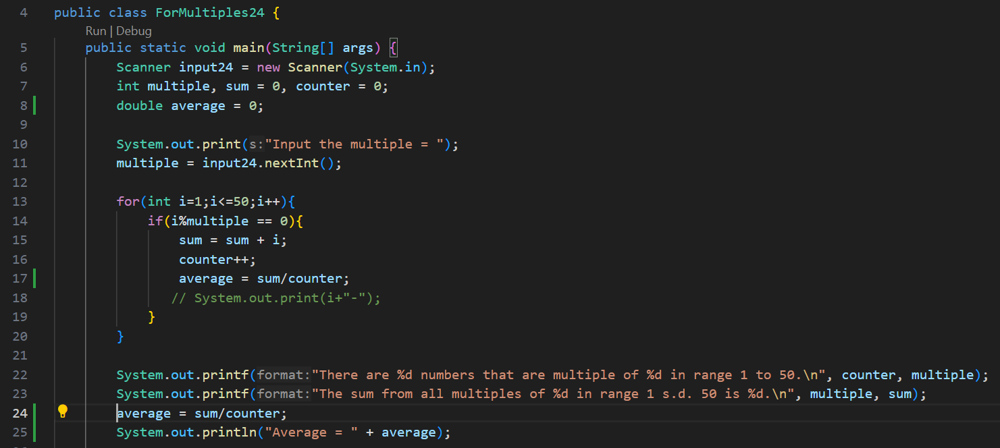 4 public class ForMultiples24 {
Run | Debug
5 public static void main(String[] args) {
6 Scanner input24 = new Scanner(System.in);
7 int multiple, sum = 0, counter = 0;
8 double average = 0;
9
10 System.out.print(s:"Input the multiple = ");
11 multiple = input24.nextInt();
12
13 for(int i=1;i<=50;i++){
14 if(i%multiple == 0){
15 sum = sum + i;
16 counter++;
17 average = sum/counter;
18 // System.out.print(i+"-");
19 }
20 }
21
22 System.out.printf(format:"There are %d numbers that are multiple of %d in range 1 to 50.\n", counter, multiple);
23 System.out.printf(format:"The sum from all multiples of %d in range 1 s.d. 50 is %d.\n", multiple, sum);
24 average = sum/counter;
25 System.out.println("Average = " + average);